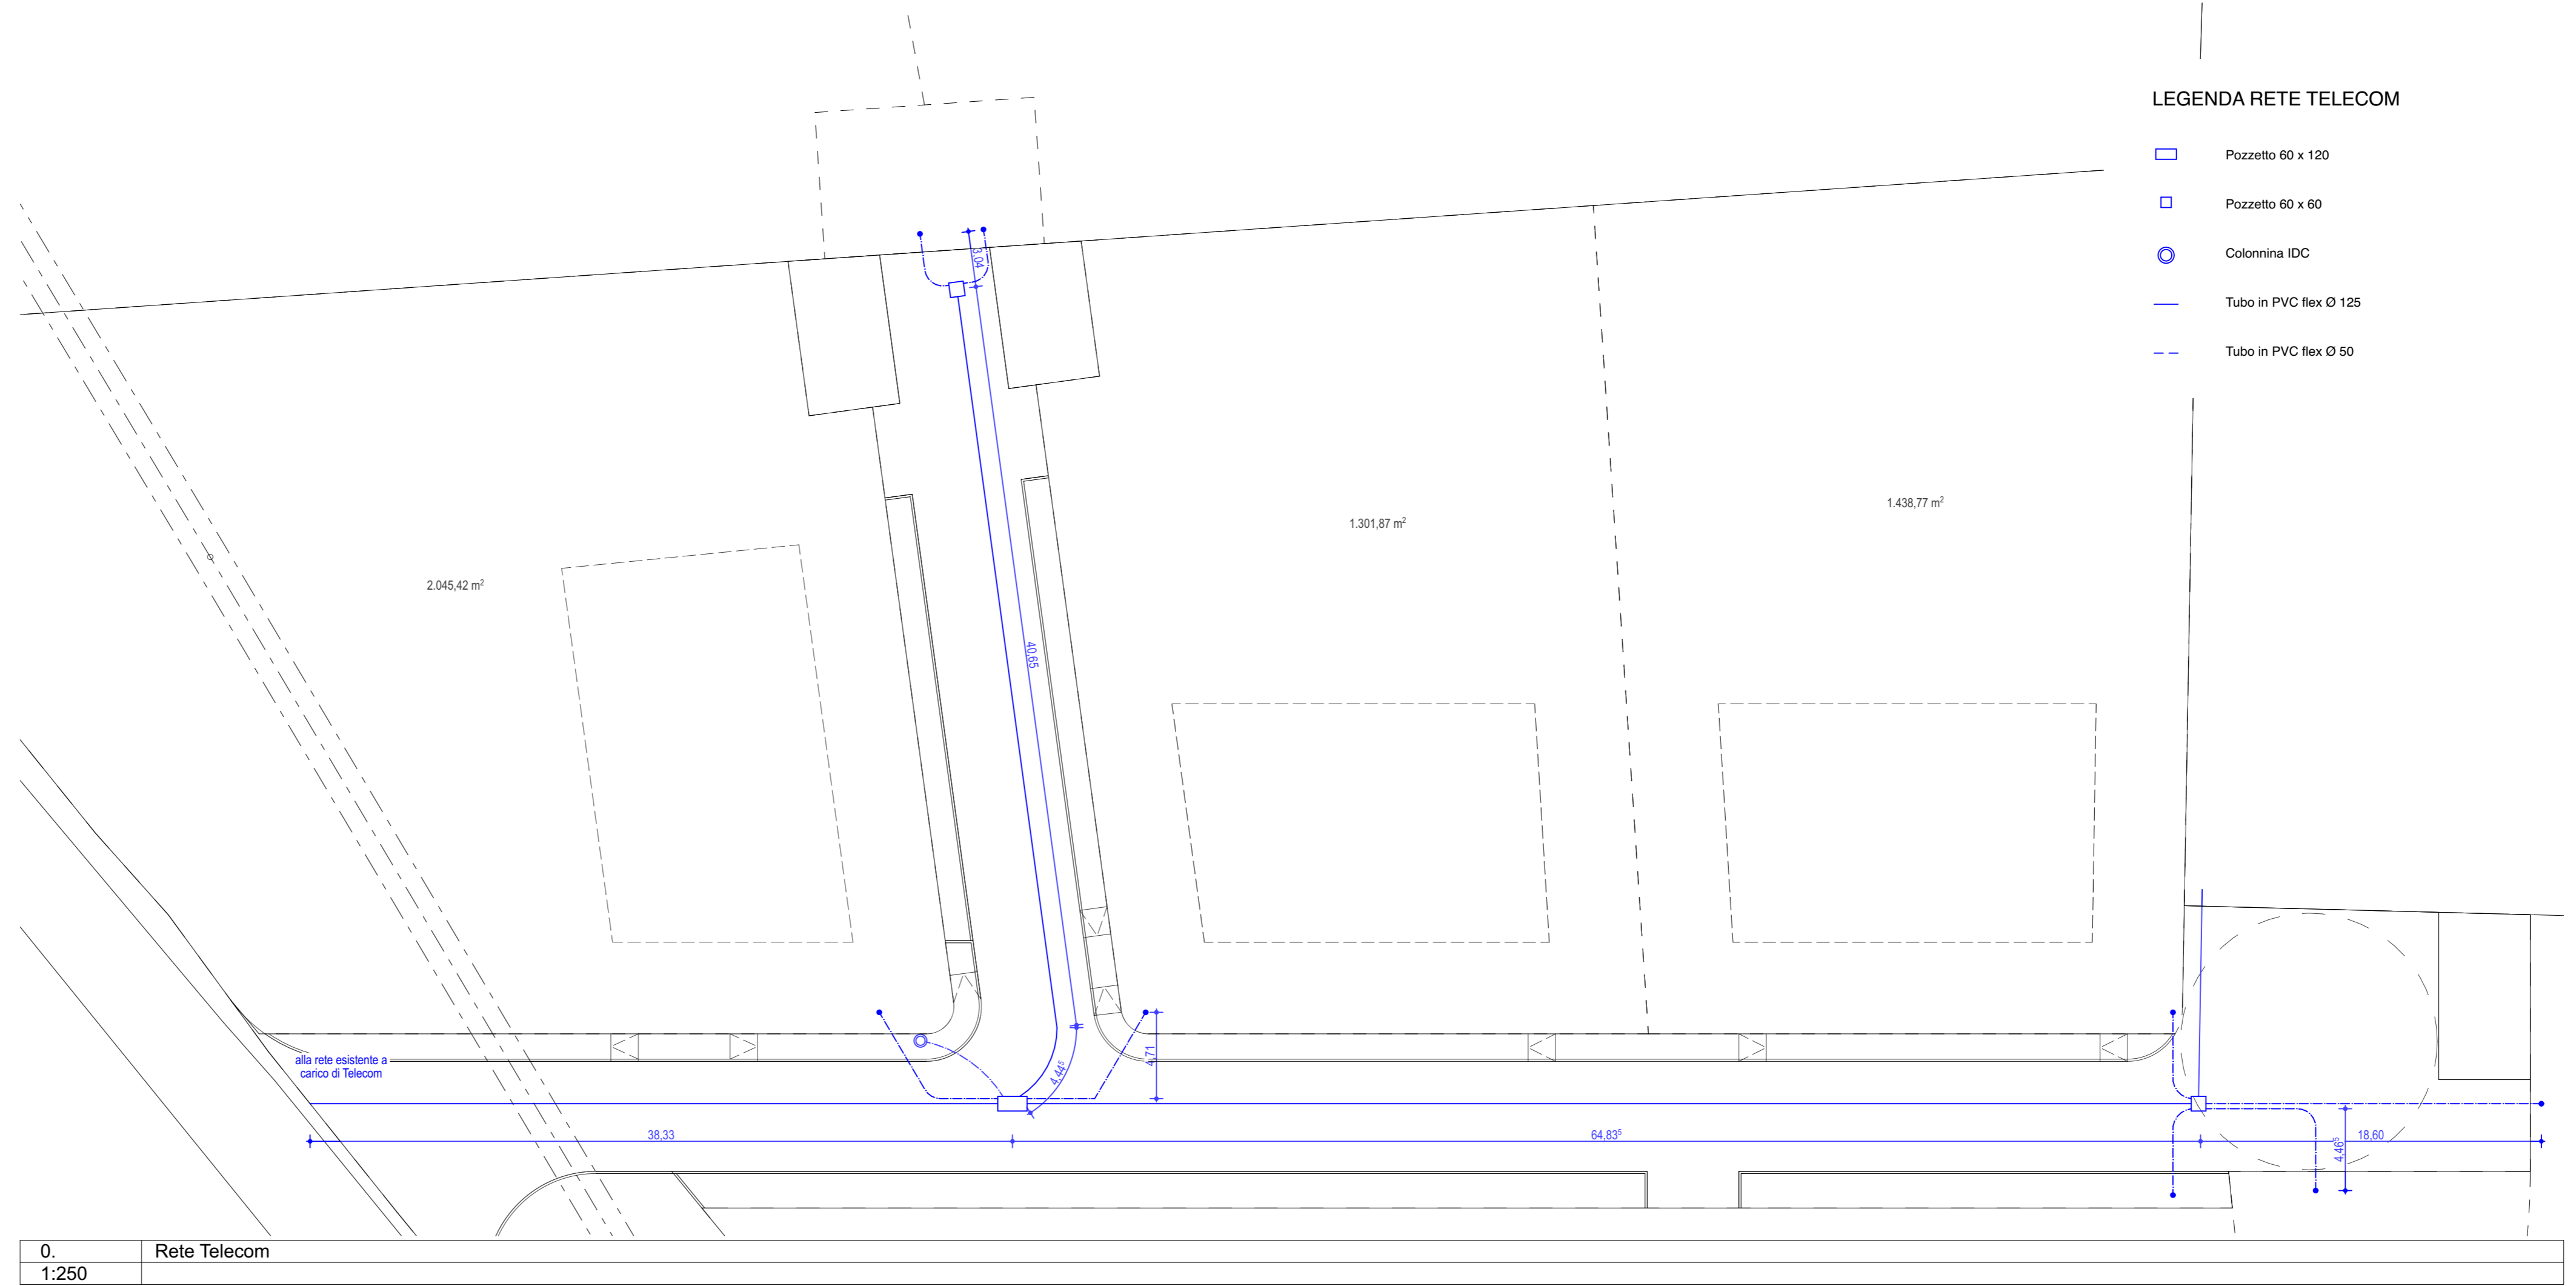 LEGENDA RETE TELECOM
Pozzetto 60 x 120
Pozzetto 60 x 60
Colonnina IDC
Tubo in PVC flex Ø 125
Tubo in PVC flex Ø 50
3,04
1.438,77 m²
1.301,87 m²
2.045,42 m²
40,65
alla rete esistente a
carico di Telecom
4,71
4,44⁵
38,33
64,83⁵
18,60
4,46⁵
0. Rete Telecom
1:250